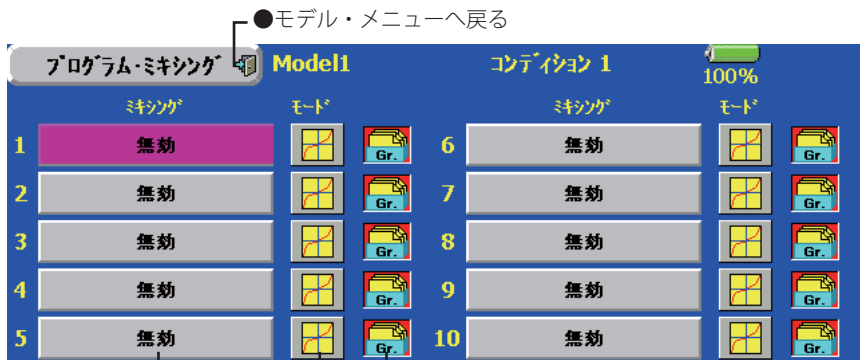 ●モデル・メニューへ戻る
プログラム・ミキシング Model1 コンディション 1 100%
ミキシング モード ミキシング モード
1 無効 Gr. 6 無効 Gr.
2 無効 Gr. 7 無効 Gr.
3 無効 Gr. 8 無効 Gr.
4 無効 Gr. 9 無効 Gr.
5 無効 Gr. 10 無効 Gr.